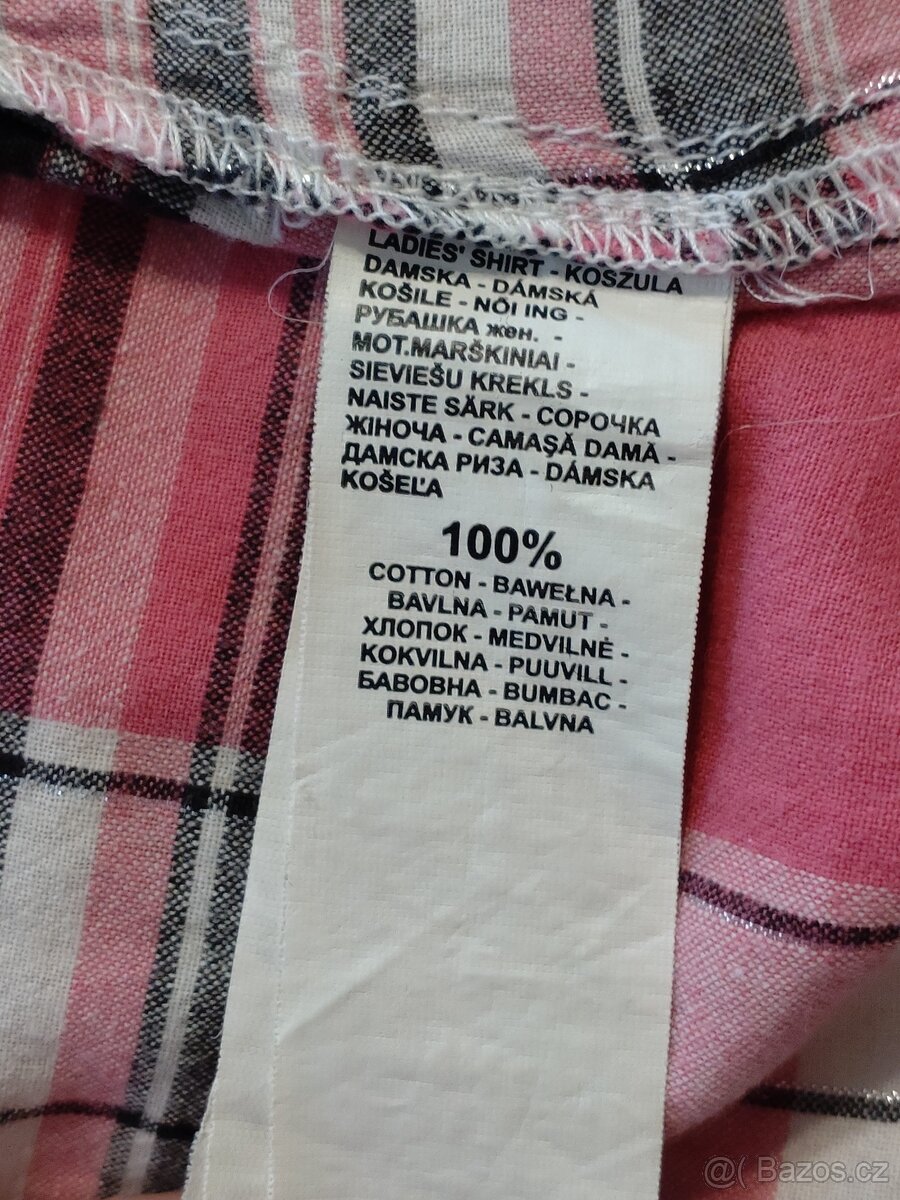 LADIES' SHIRT - KOSZULA
DAMSKA - DÁMSKÁ
KOŠILE - NÖI ING -
РУБАШКА жен. -
MOT.MARŠKINIAI -
SIEVIEŠU KREKLS -
NAISTE SÄRK - СОРОЧКА
ЖІНОЧА - CAMAŞĂ DAMĂ -
ДАМСКА РИЗА - DÁMSKA
KOŠEĽA
100%
COTTON - BAWEŁNA -
BAVLNA - PAMUT -
ХЛОПОК - MEDVILNĖ -
KOKVILNA - PUUVILL -
БАВОВНА - BUMBAC -
ПАМУК - BALVNA
@( Bazos.cz